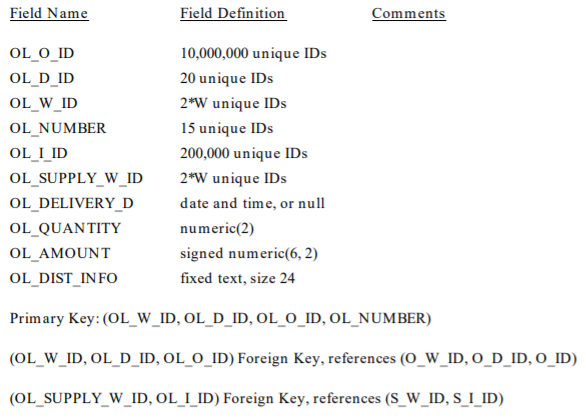 Field Name Field Definition Comments
OL_O_ID 10,000,000 unique IDs
OL_D_ID 20 unique IDs
OL_W_ID 2*W unique IDs
OL_NUMBER 15 unique IDs
OL_I_ID 200,000 unique IDs
OL_SUPPLY_W_ID 2*W unique IDs
OL_DELIVERY_D date and time, or null
OL_QUANTITY numeric(2)
OL_AMOUNT signed numeric(6, 2)
OL_DIST_INFO fixed text, size 24
Primary Key: (OL_W_ID, OL_D_ID, OL_O_ID, OL_NUMBER)
(OL_W_ID, OL_D_ID, OL_O_ID) Foreign Key, references (O_W_ID, O_D_ID, O_ID)
(OL_SUPPLY_W_ID, OL_I_ID) Foreign Key, references (S_W_ID, S_I_ID)